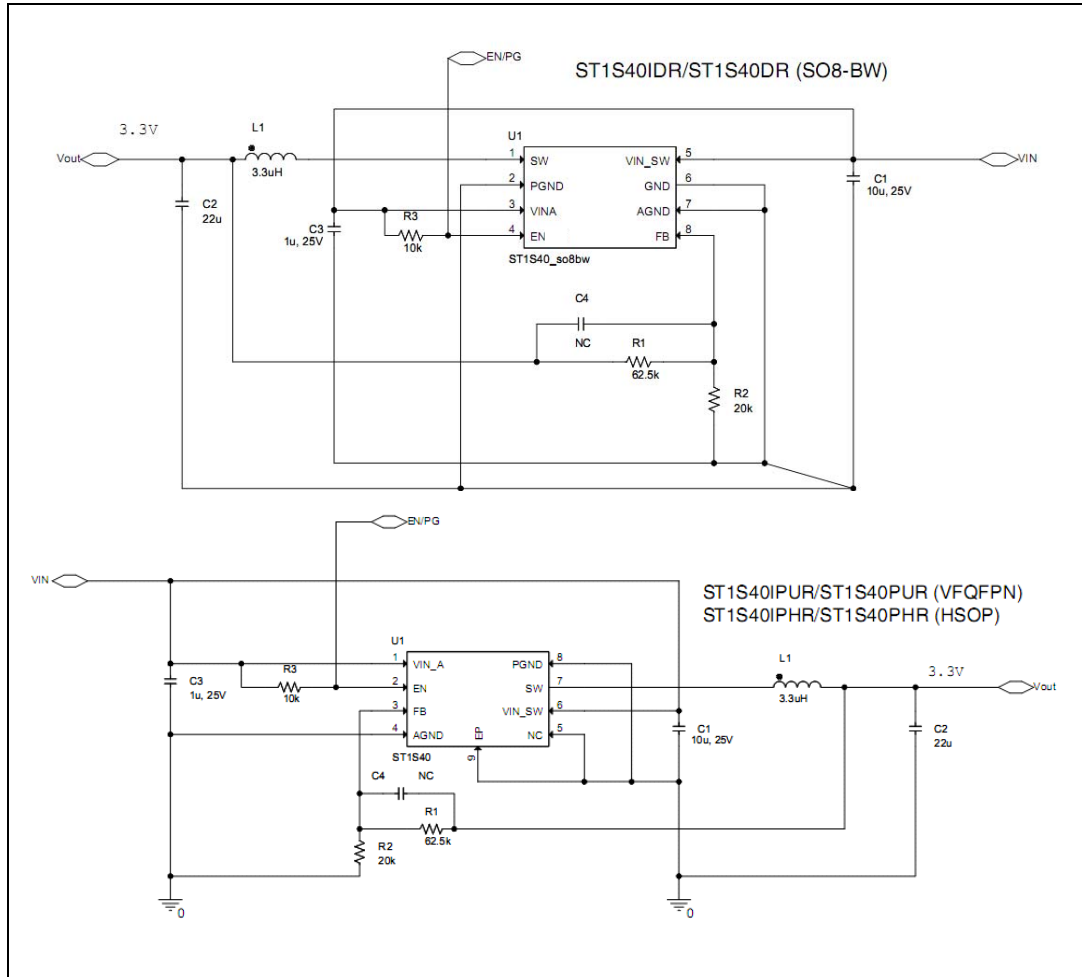 EN/PG
ST1S40IDR/ST1S40DR (SO8-BW)
3.3V
L1
U1
Vout
3.3uH
1
SW
VIN_SW
5
VIN
2
PGND
GND
6
C1
10u, 25V
C2
22u
3
VINA
AGND
7
C3
1u, 25V
R3
10k
4
EN
FB
8
ST1S40_so8bw
C4
NC
R1
62.5k
R2
20k
EN/PG
VIN
ST1S40IPUR/ST1S40PUR (VFQFPN)
ST1S40IPHR/ST1S40PHR (HSOP)
U1
L1
1
VIN_A
PGND
8
3.3V
C3
1u, 25V
R3
10k
2
EN
SW
7
3.3uH
Vout
3
FB
VIN_SW
6
C1
10u, 25V
C2
22u
4
AGND
EP
NC
5
9
ST1S40
C4
NC
R1
62.5k
R2
20k
0
0